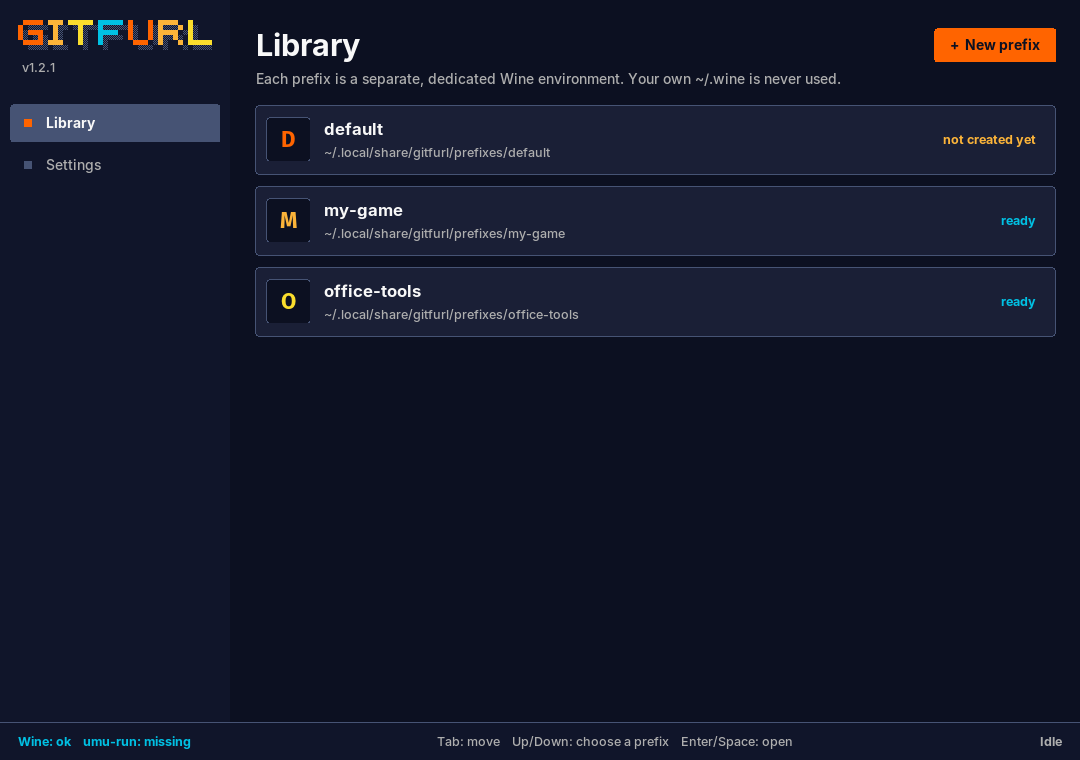 GITFURL
v1.2.1
Library
Settings
Library
+ New prefix
Each prefix is a separate, dedicated Wine environment. Your own ~/.wine is never used.
D
default
~/.local/share/gitfurl/prefixes/default
not created yet
M
my-game
~/.local/share/gitfurl/prefixes/my-game
ready
O
office-tools
~/.local/share/gitfurl/prefixes/office-tools
ready
Wine: ok umu-run: missing
Tab: move Up/Down: choose a prefix Enter/Space: open
Idle